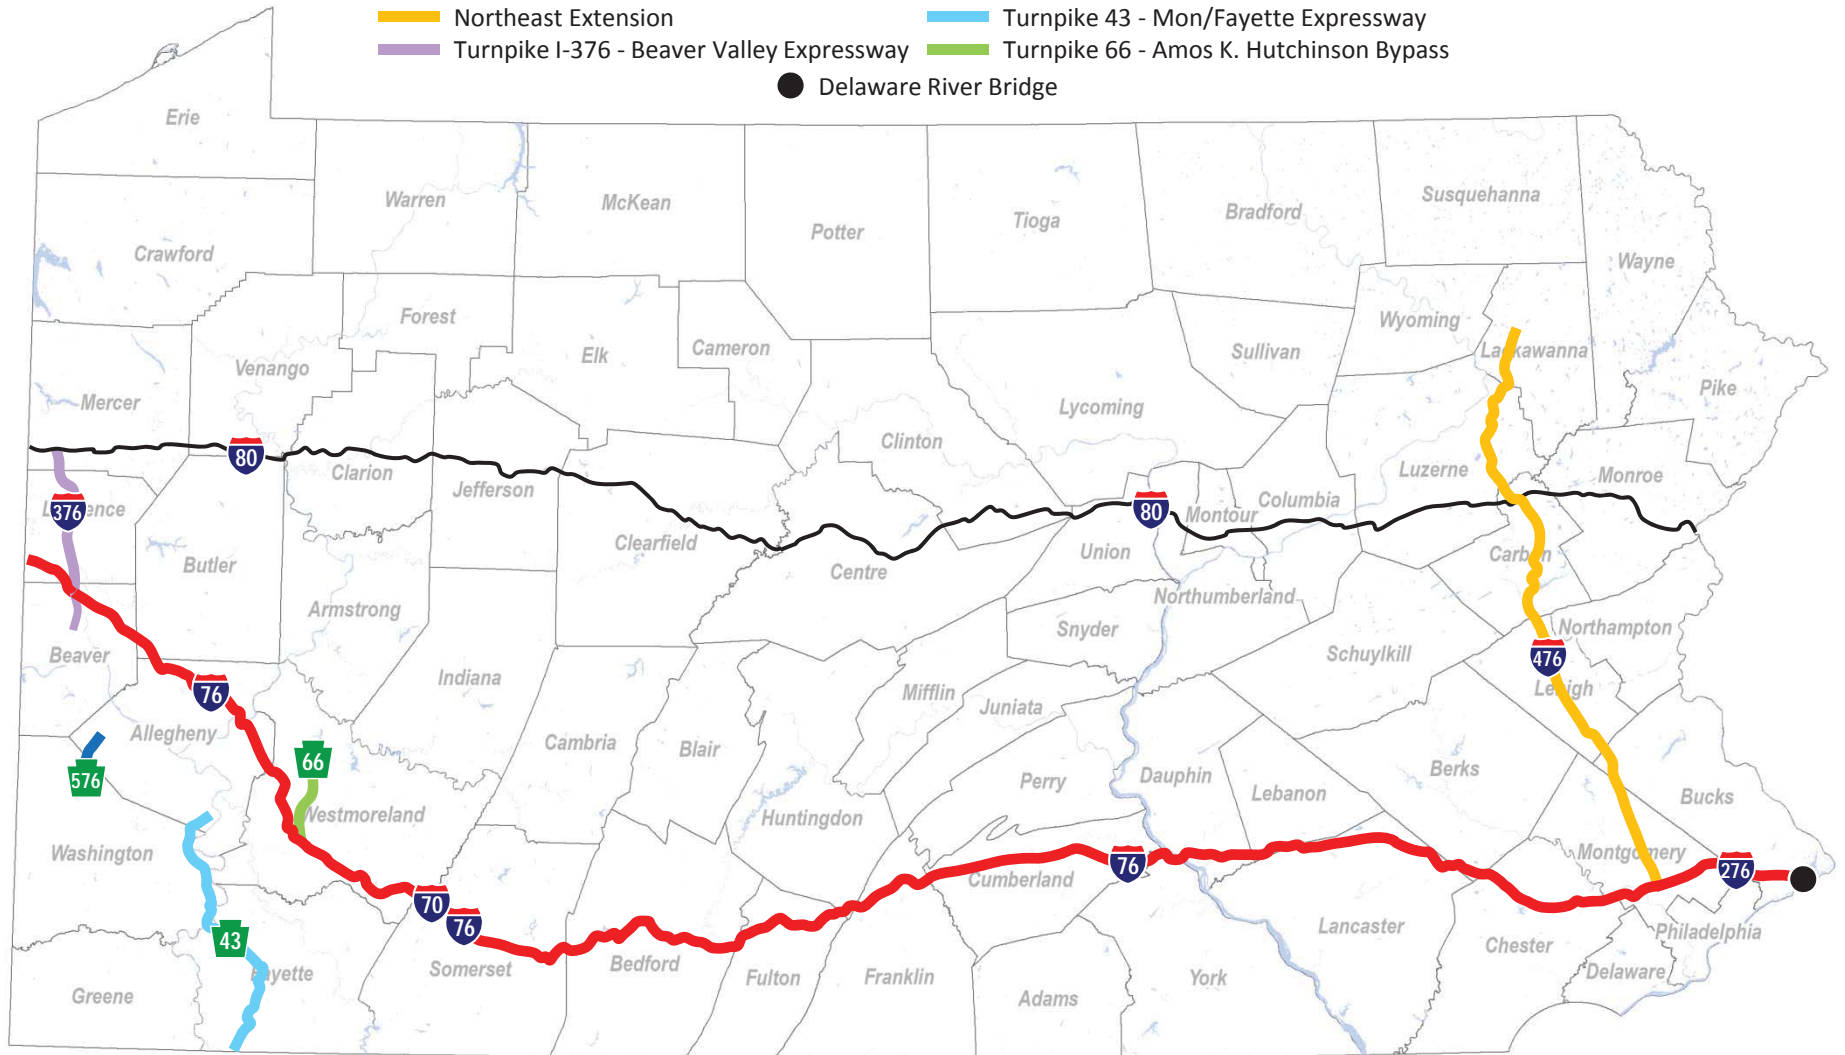 Northeast Extension
Turnpike 43 - Mon/Fayette Expressway
Turnpike I-376 - Beaver Valley Expressway
Turnpike 66 - Amos K. Hutchinson Bypass
Delaware River Bridge
Erie
Warren
McKean
Potter
Tioga
Bradford
Susquehanna
Wayne
Crawford
Forest
Elk
Cameron
Sullivan
Wyoming
Lackawanna
Pike
Venango
Mercer
Lycoming
Clinton
80
Clarion
Jefferson
Luzerne
Monroe
Columbia
80
Montour
376
Lawrence
Clearfield
Centre
Union
Carbon
Butler
Armstrong
Northumberland
Snyder
Northampton
Beaver
Indiana
Schuylkill
476
Lehigh
76
Mifflin
Juniata
Allegheny
Cambria
Blair
66
576
Perry
Dauphin
Lebanon
Berks
Bucks
Westmoreland
Huntingdon
Washington
Montgomery
276
76
Cumberland
70
76
43
Lancaster
Chester
Philadelphia
Fayette
Somerset
Bedford
Fulton
Franklin
Adams
York
Delaware
Greene